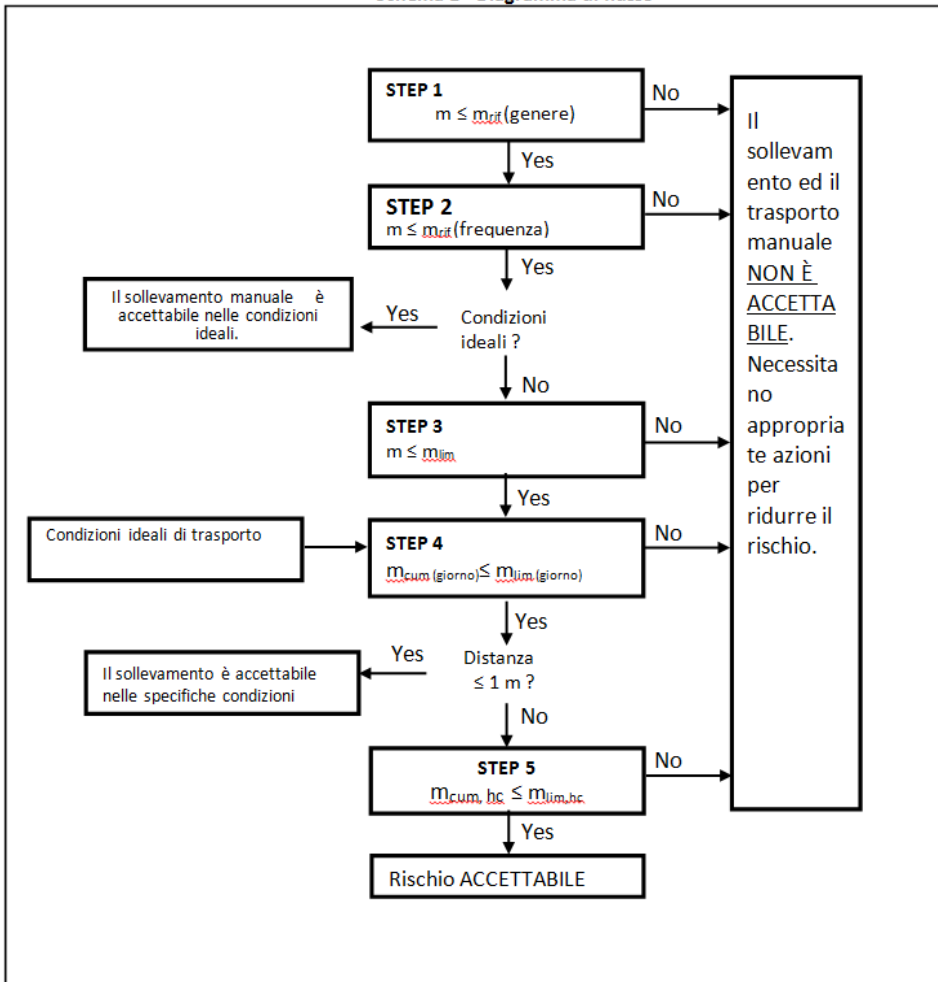 STEP 1
m ≤ mrif(genere)
No
Yes
STEP 2
m ≤ mrif(frequenza)
No
Yes
Il sollevamento manuale è
accettabile nelle condizioni
ideali.
Yes
Condizioni
ideali ?
No
STEP 3
m ≤ mlim
No
Yes
Condizioni ideali di trasporto
STEP 4
mcum (giorno)≤ mlim (giorno)
No
Yes
Il sollevamento è accettabile
nelle specifiche condizioni
Yes
Distanza
≤ 1 m ?
No
STEP 5
mcum, hc ≤ mlim,hc
No
Yes
Rischio ACCETTABILE
Il
sollevam
ento ed il
trasporto
manuale
NON È
ACCETTA
BILE.
Necessita
no
appropria
te azioni
per
ridurre il
rischio.